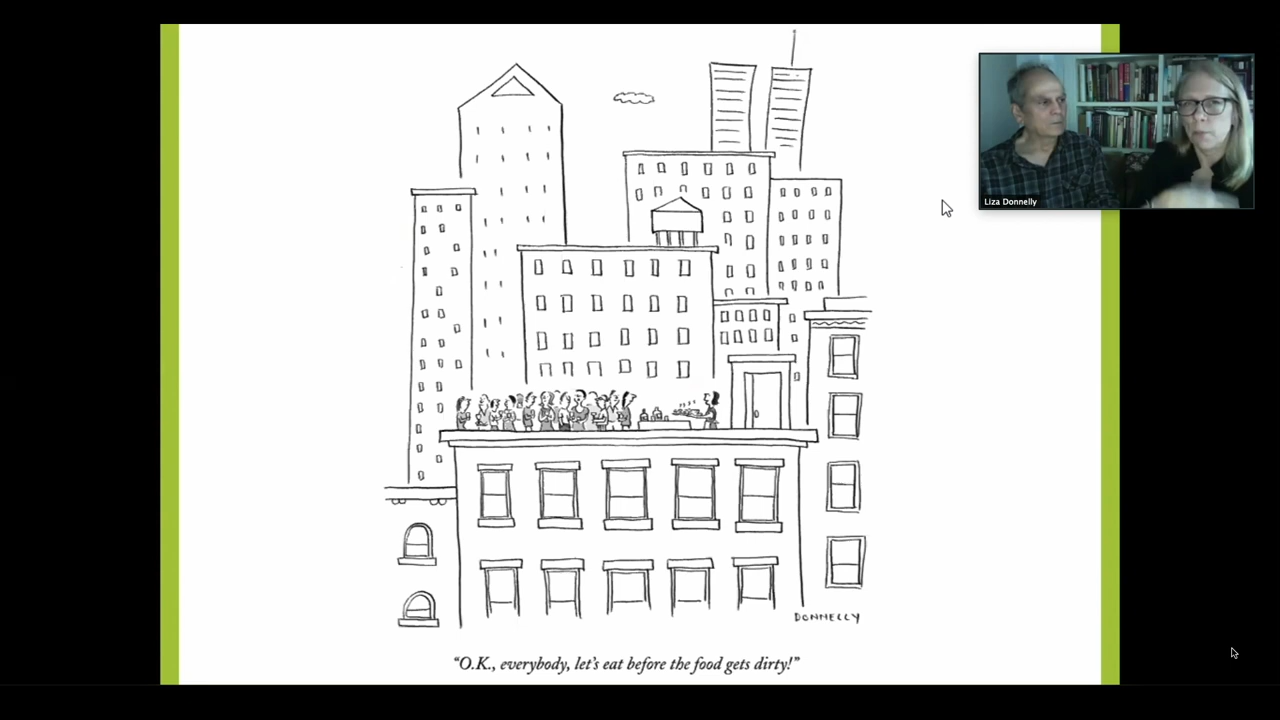 Liza Donnelly
DONNELLY
“O.K., everybody, let’s eat before the food gets dirty!”